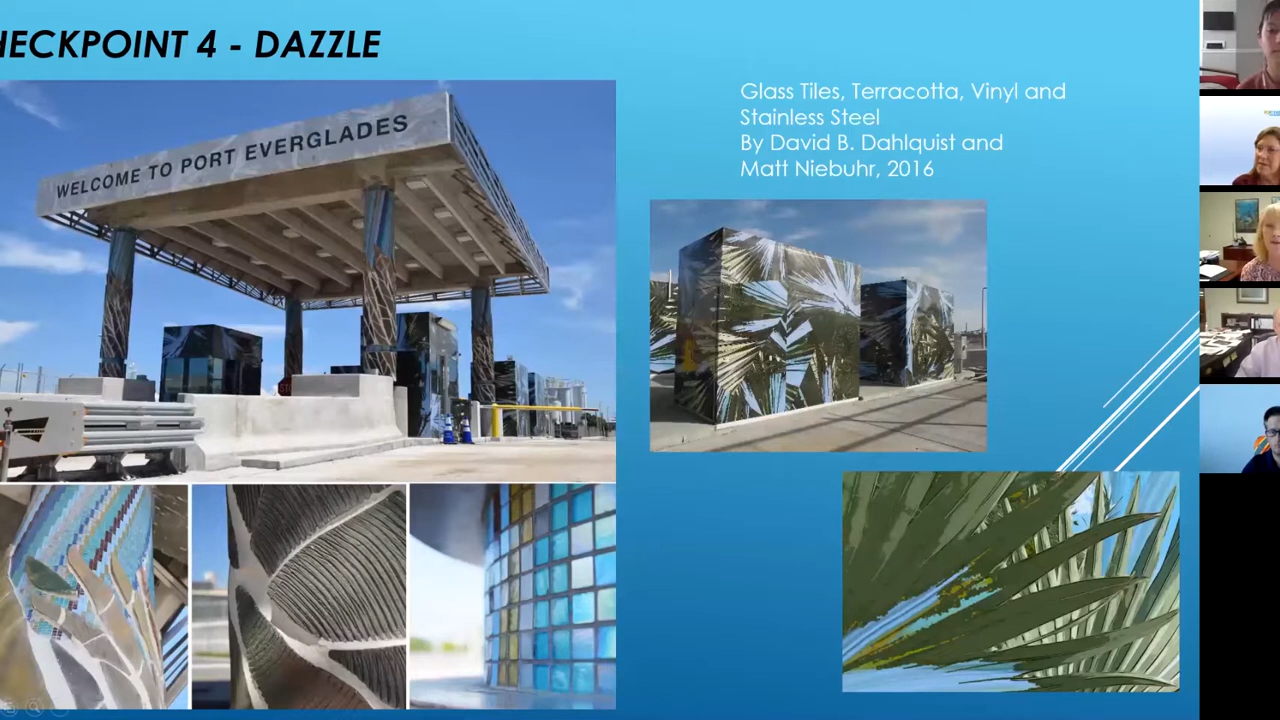 HECKPOINT 4 - DAZZLE
WELCOME TO PORT EVERGLADES
Glass Tiles, Terracotta, Vinyl and
Stainless Steel
By David B. Dahlquist and
Matt Niebuhr, 2016